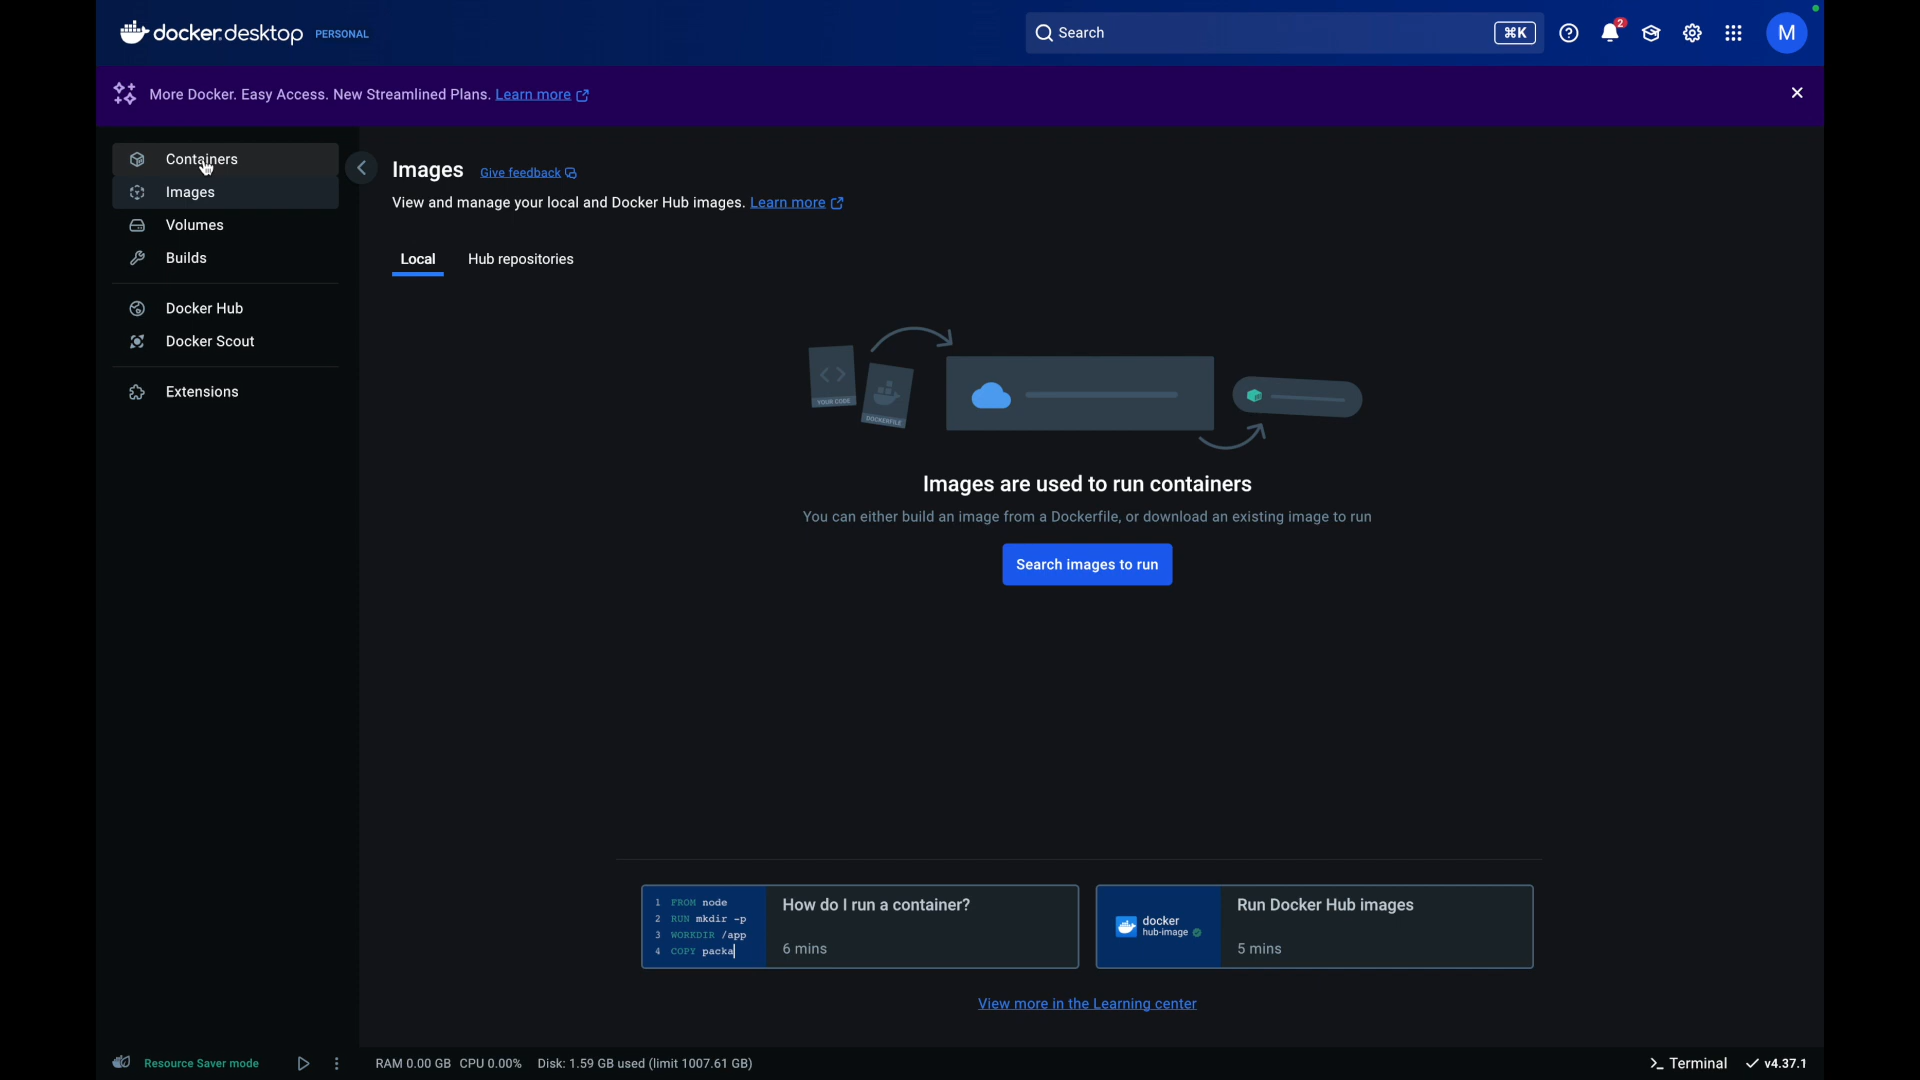 docker desktop PERSONAL
Search
⌘K
2
M
More Docker. Easy Access. New Streamlined Plans. Learn more
Containers
Images
Volumes
Builds
Docker Hub
Docker Scout
Extensions
Images Give feedback
View and manage your local and Docker Hub images. Learn more
Local Hub repositories
<>
YOUR CODE
DOCKERFILE
Images are used to run containers
You can either build an image from a Dockerfile, or download an existing image to run
Search images to run
1 FROM node
2 RUN mkdir -p
3 WORKDIR /app
4 COPY packa
How do I run a container?
6 mins
docker
hub-image
Run Docker Hub images
5 mins
View more in the Learning center
Resource Saver mode
RAM 0.00 GB CPU 0.00% Disk: 1.59 GB used (limit 1007.61 GB)
>_ Terminal
v4.37.1